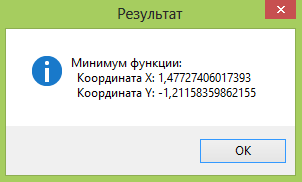 Результат
Минимум функции:
Координата X: 1,47727406017393
Координата Y: -1,21158359862155
OK